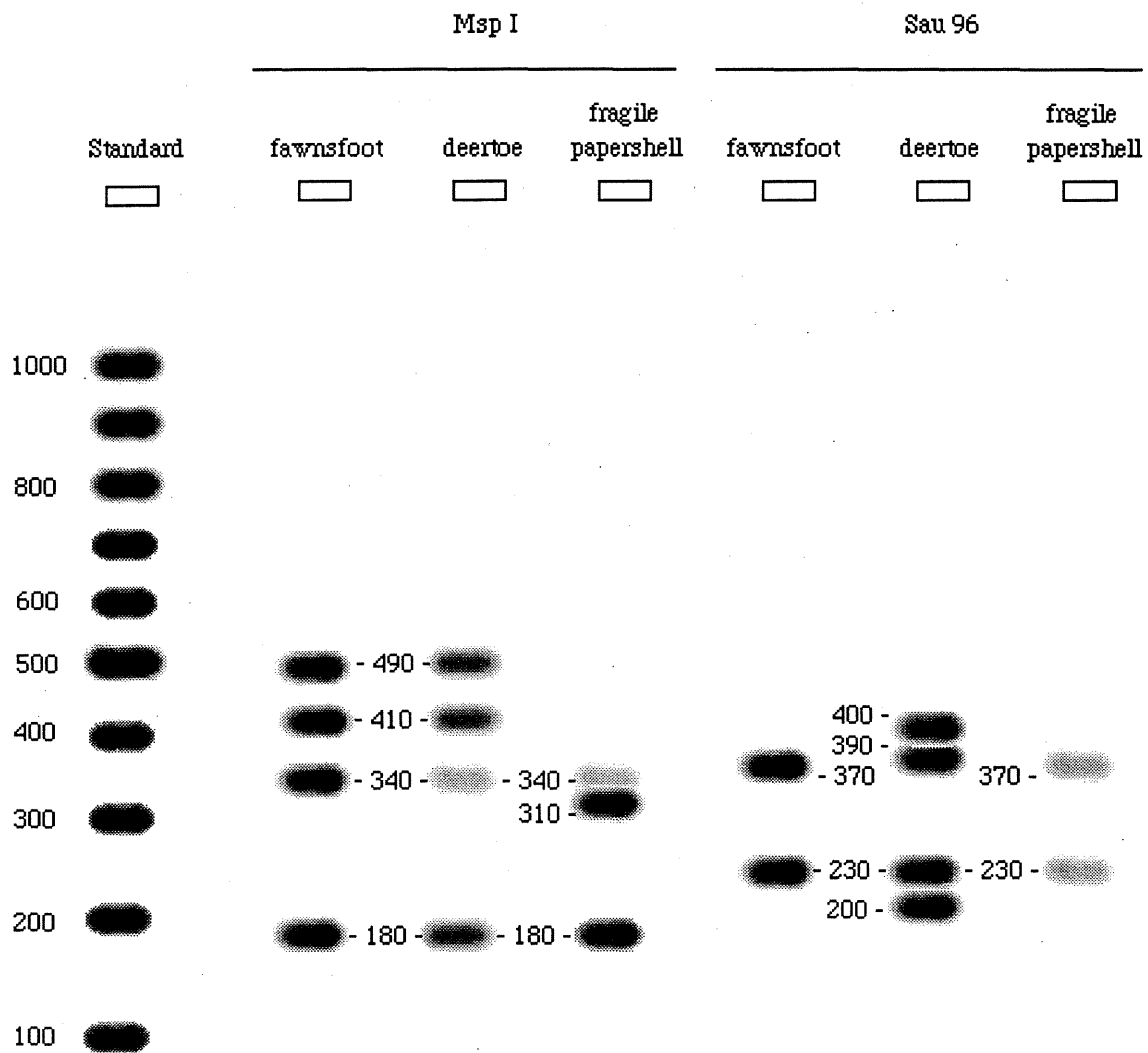 Msp I Sau 96
fragile fragile
Standard fawnsfoot deertoe papershell fawnsfoot deertoe papershell
1000
800
600
500 - 490 -
400 - 410 - 400 -
390 -
- 340 - - 340 - - 370 370 -
300 310 -
- 230 - - 230 -
200 200 -
- 180 - - 180 -
100